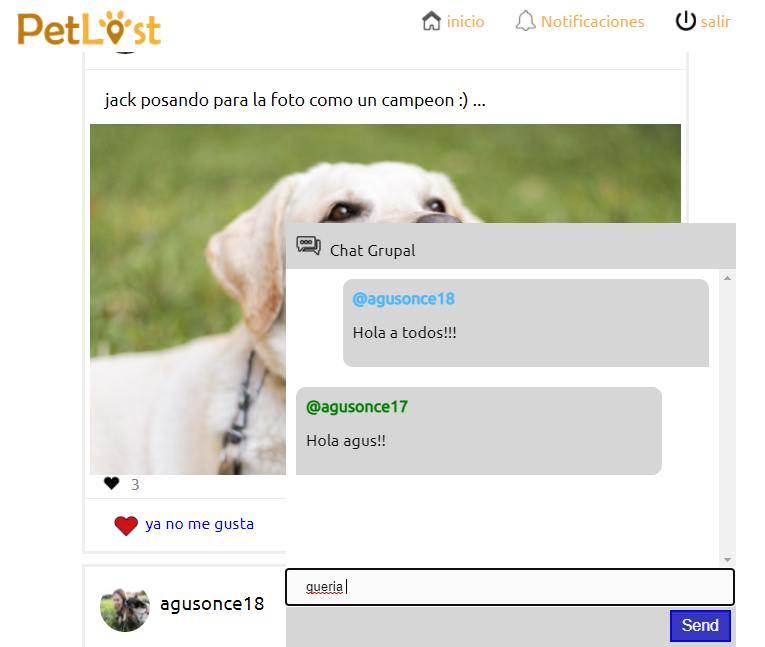 PetLost
inicio
Notificaciones
salir
jack posando para la foto como un campeon :) ...
Chat Grupal
@agusonce18
Hola a todos!!!
@agusonce17
Hola agus!!
3
ya no me gusta
queria
agusonce18
Send